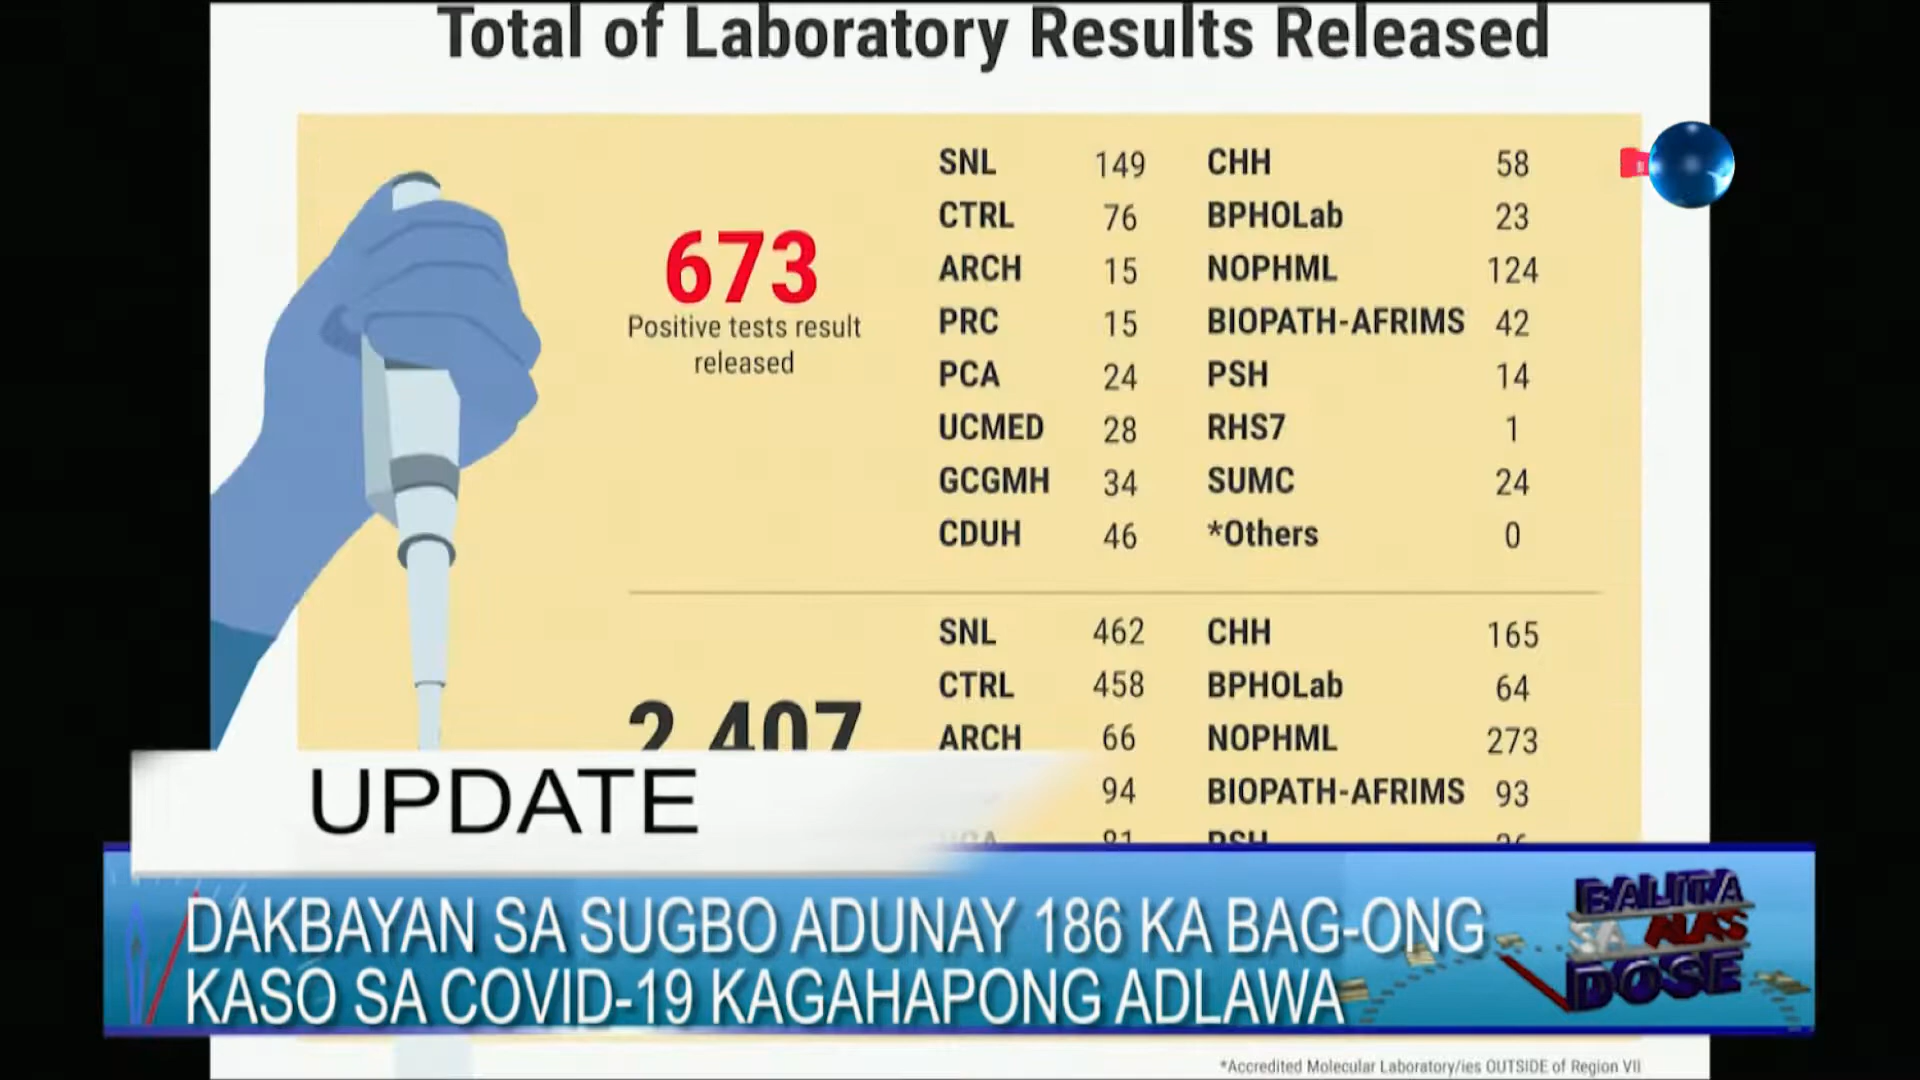 Total of Laboratory Results Released
673
Positive tests result
released
SNL 149 CHH 58
CTRL 76 BPHOLab 23
ARCH 15 NOPHML 124
PRC 15 BIOPATH-AFRIMS 42
PCA 24 PSH 14
UCMED 28 RHS7 1
GCGMH 34 SUMC 24
CDUH 46 *Others 0
2,407
SNL 462 CHH 165
CTRL 458 BPHOLab 64
ARCH 66 NOPHML 273
94 BIOPATH-AFRIMS 93
81 PSH
UPDATE
DAKBAYAN SA SUGBO ADUNAY 186 KA BAG-ONG
KASO SA COVID-19 KAGAHAPONG ADLAWA
BALITA
SA ALAS
DOSE
*Accredited Molecular Laboratory/ies OUTSIDE of Region VII